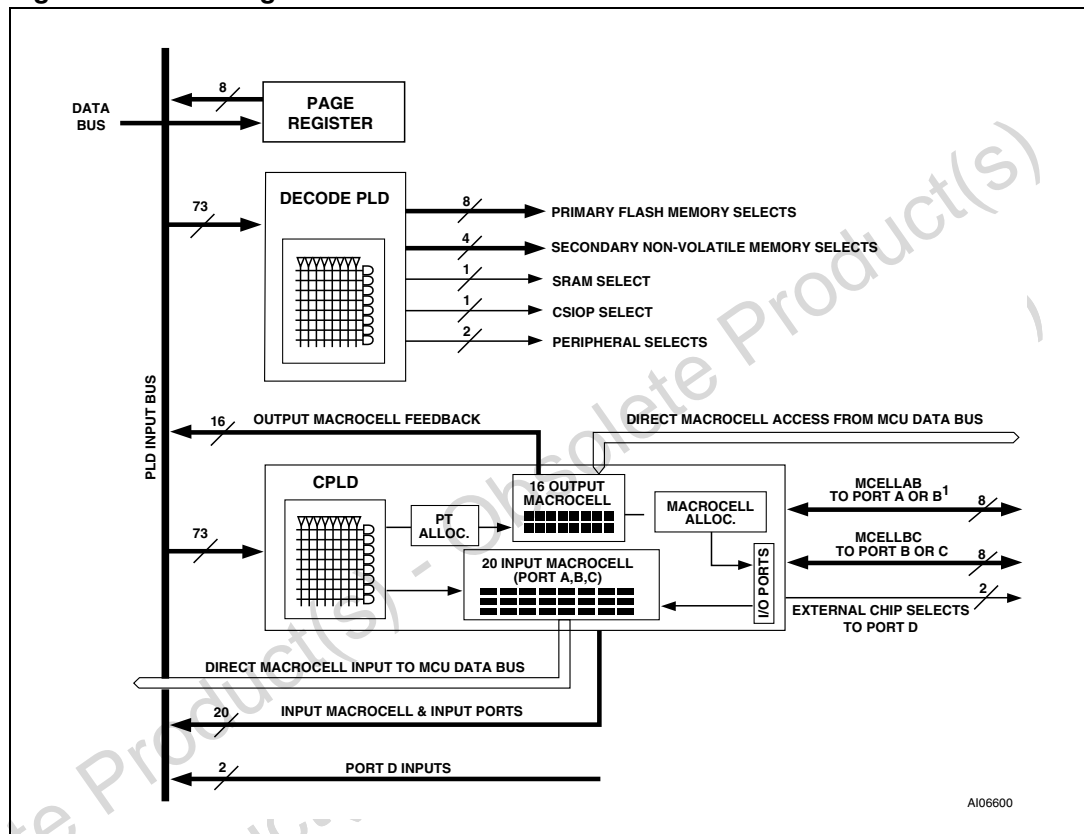 8
DATA
BUS
PAGE
REGISTER
73
DECODE PLD
8
PRIMARY FLASH MEMORY SELECTS
4
SECONDARY NON-VOLATILE MEMORY SELECTS
1
SRAM SELECT
1
CSIOP SELECT
2
PERIPHERAL SELECTS
PLD INPUT BUS
16
OUTPUT MACROCELL FEEDBACK
DIRECT MACROCELL ACCESS FROM MCU DATA BUS
73
CPLD
PT
ALLOC.
16 OUTPUT
MACROCELL
MACROCELL
ALLOC.
20 INPUT MACROCELL
(PORT A,B,C)
I/O PORTS
MCELLAB
TO PORT A OR B1
8
MCELLBC
TO PORT B OR C
8
2
EXTERNAL CHIP SELECTS
TO PORT D
DIRECT MACROCELL INPUT TO MCU DATA BUS
20
INPUT MACROCELL & INPUT PORTS
2
PORT D INPUTS
AI06600
ete Product(s) - Obsolete Product(s)